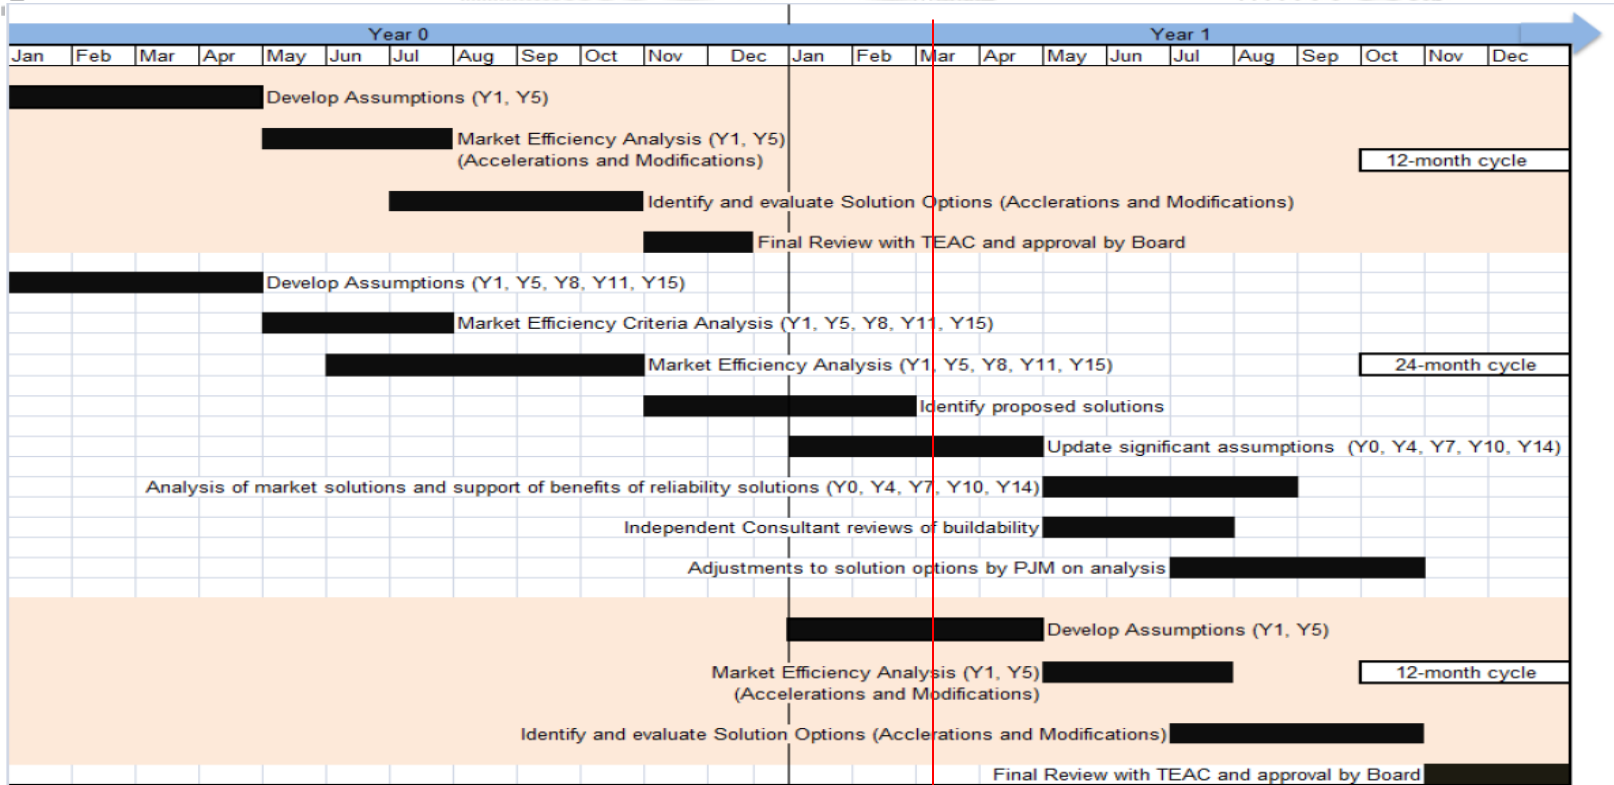 Year 0 Year 1
Jan Feb Mar Apr May Jun Jul Aug Sep Oct Nov Dec Jan Feb Mar Apr May Jun Jul Aug Sep Oct Nov Dec
Develop Assumptions (Y1, Y5)
Market Efficiency Analysis (Y1, Y5)
(Accelerations and Modifications)
12-month cycle
Identify and evaluate Solution Options (Acclerations and Modifications)
Final Review with TEAC and approval by Board
Develop Assumptions (Y1, Y5, Y8, Y11, Y15)
Market Efficiency Criteria Analysis (Y1, Y5, Y8, Y11, Y15)
Market Efficiency Analysis (Y1, Y5, Y8, Y11, Y15)
24-month cycle
Identify proposed solutions
Update significant assumptions (Y0, Y4, Y7, Y10, Y14)
Analysis of market solutions and support of benefits of reliability solutions (Y0, Y4, Y7, Y10, Y14)
Independent Consultant reviews of buildability
Adjustments to solution options by PJM on analysis
Develop Assumptions (Y1, Y5)
Market Efficiency Analysis (Y1, Y5)
(Accelerations and Modifications)
12-month cycle
Identify and evaluate Solution Options (Acclerations and Modifications)
Final Review with TEAC and approval by Board